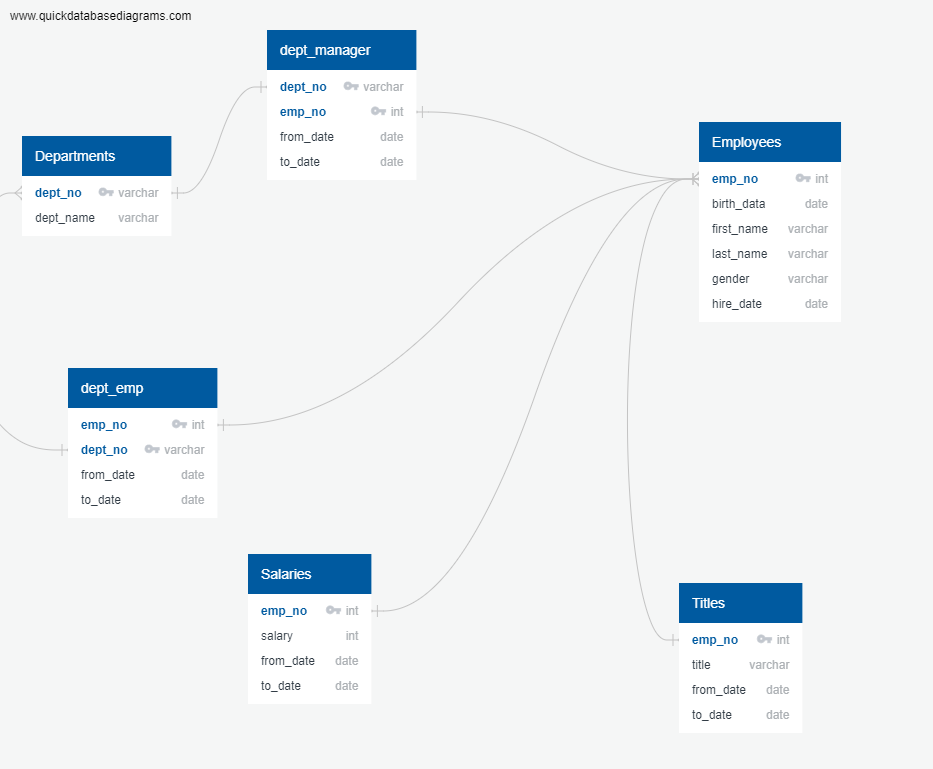 www.quickdatabasediagrams.com
dept_manager
dept_no varchar
emp_no int
from_date date
to_date date
Departments
dept_no varchar
dept_name varchar
Employees
emp_no int
birth_data date
first_name varchar
last_name varchar
gender varchar
hire_date date
dept_emp
emp_no int
dept_no varchar
from_date date
to_date date
Salaries
emp_no int
salary int
from_date date
to_date date
Titles
emp_no int
title varchar
from_date date
to_date date